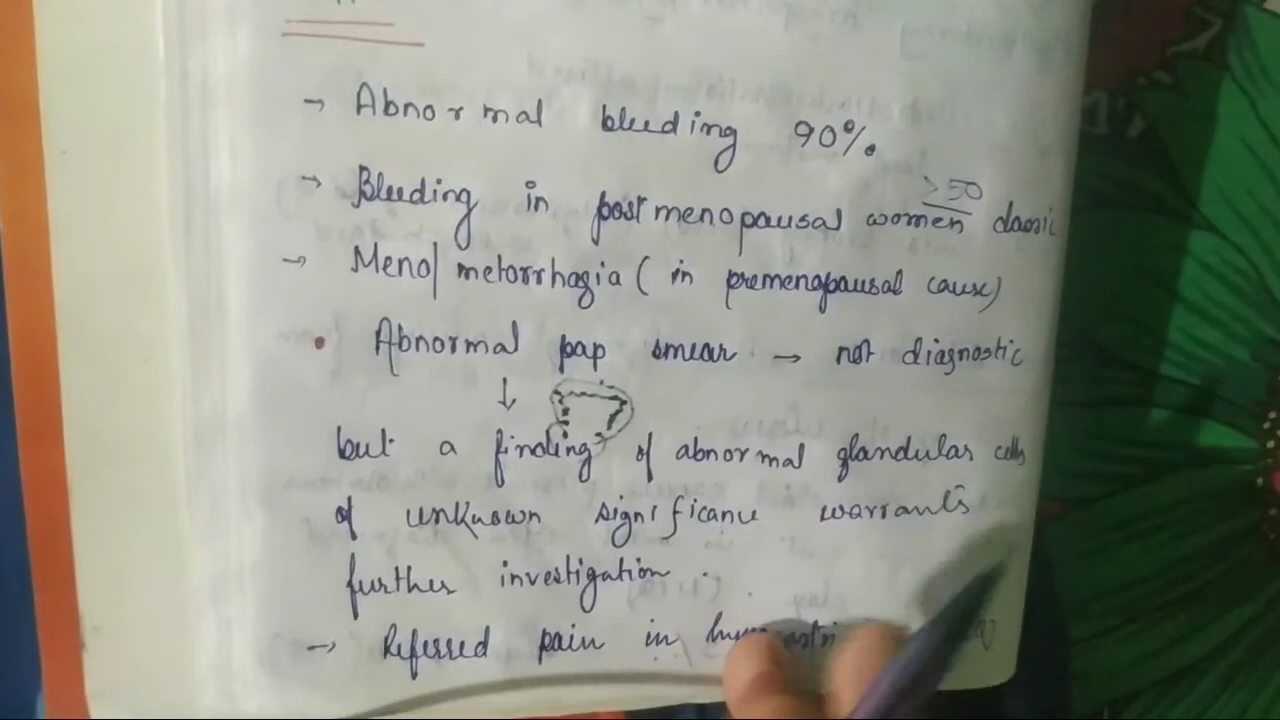 → Abnormal bleeding 90%.
>50
→ Bleeding in postmenopausal women classic
→ Meno/metorrhagia ( in premenopausal cause)
• Abnormal pap smear → not diagnostic
↓
but a finding of abnormal glandular cells
of unknown significance warrants
further investigation.
→ Referred pain in